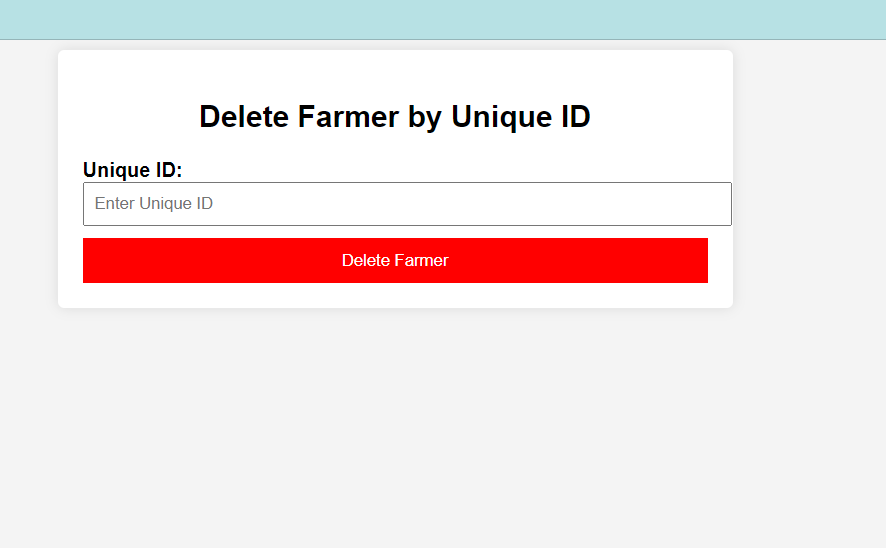 Delete Farmer by Unique ID
Unique ID:
Enter Unique ID
Delete Farmer